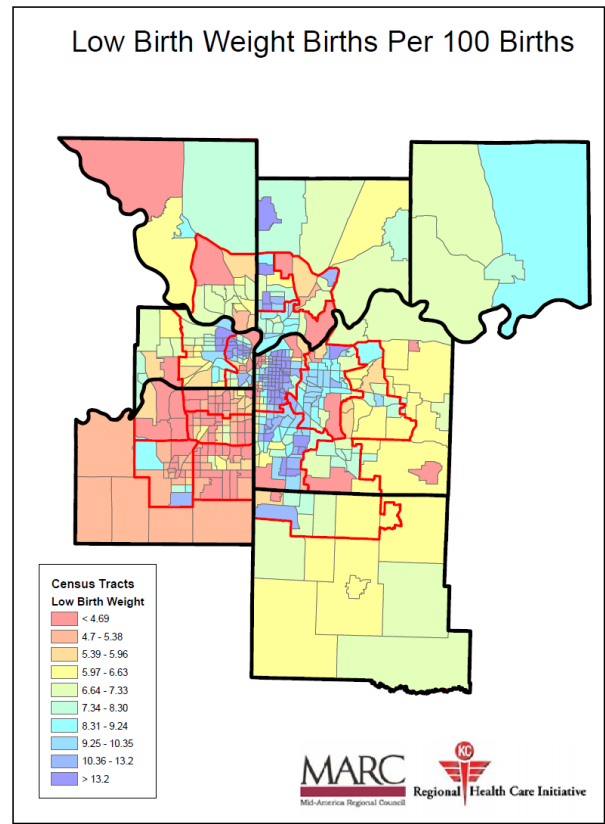 Low Birth Weight Births Per 100 Births
Census Tracts
Low Birth Weight
< 4.69
4.7 - 5.38
5.39 - 5.96
5.97 - 6.63
6.64 - 7.33
7.34 - 8.30
8.31 - 9.24
9.25 - 10.35
10.36 - 13.2
> 13.2
MARC
Mid-America Regional Council
KC
Regional Health Care Initiative